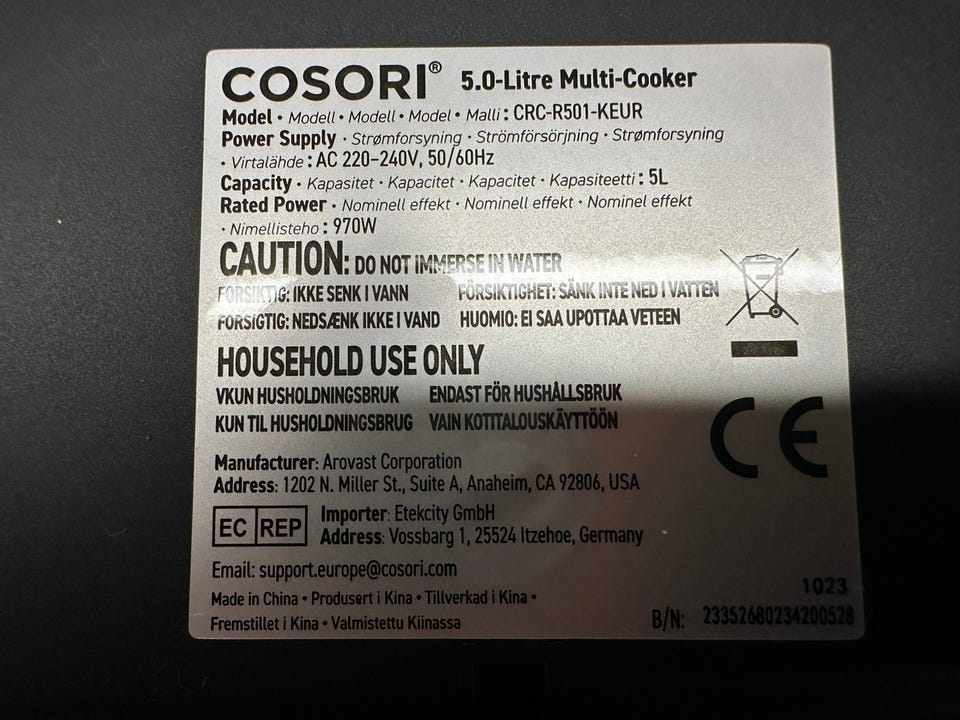 COSORI® 5.0-Litre Multi-Cooker
Model • Modell • Modell • Model • Malli : CRC-R501-KEUR
Power Supply · Strømforsyning · Strömförsörjning · Strømforsyning
• Virtalähde : AC 220-240V, 50/60Hz
Capacity • Kapasitet · Kapacitet · Kapacitet · Kapasiteetti : 5L
Rated Power • Nominell effekt · Nominell effekt · Nominel effekt
· Nimellisteho : 970W
CAUTION: DO NOT IMMERSE IN WATER
FORSIKTIG: IKKE SENK I VANN FÖRSIKTIGHET: SÄNK INTE NED I VATTEN
FORSIGTIG: NEDSÆNK IKKE I VAND HUOMIO: EI SAA UPOTTAA VETEEN
HOUSEHOLD USE ONLY
VKUN HUSHOLDNINGSBRUK ENDAST FÖR HUSHÅLLSBRUK
KUN TIL HUSHOLDNINGSBRUG VAIN KOTITALOUSKÄYTTÖÖN
CE
Manufacturer: Arovast Corporation
Address: 1202 N. Miller St., Suite A, Anaheim, CA 92806, USA
EC REP Importer: Etekcity GmbH
Address: Vossbarg 1, 25524 Itzehoe, Germany
Email: support.europe@cosori.com
Made in China • Produsert i Kina • Tillverkad i Kina •
Fremstillet i Kina • Valmistettu Kiinassa
1023
B/N: 23352680234200528